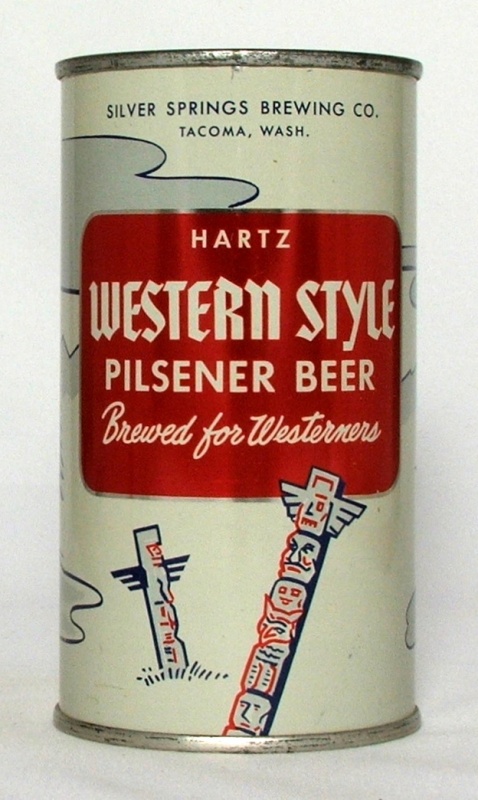 SILVER SPRINGS BREWING CO.
TACOMA, WASH.
HARTZ
WESTERN STYLE
PILSENER BEER
Brewed for Westerners